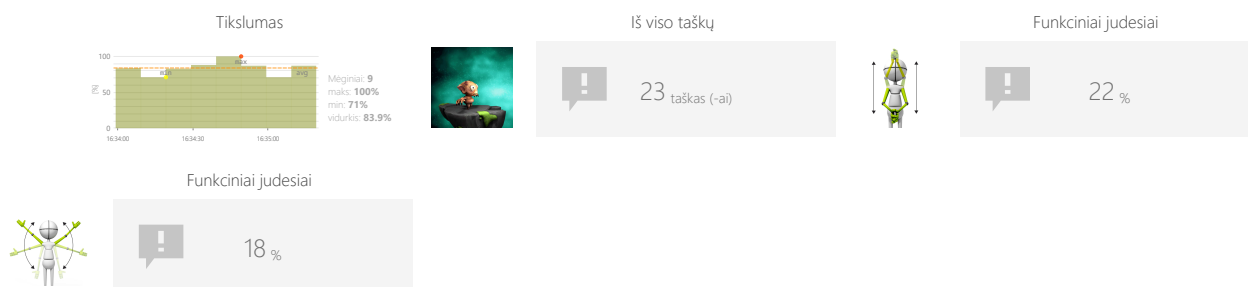 Tikslumas
100
50
0
[%]
min
max
avg
16:34:00
16:34:30
16:35:00
Mėginiai: 9
maks: 100%
min: 71%
vidurkis: 83.9%
Iš viso taškų
23 taškas (-ai)
Funkciniai judesiai
22 %
Funkciniai judesiai
18 %